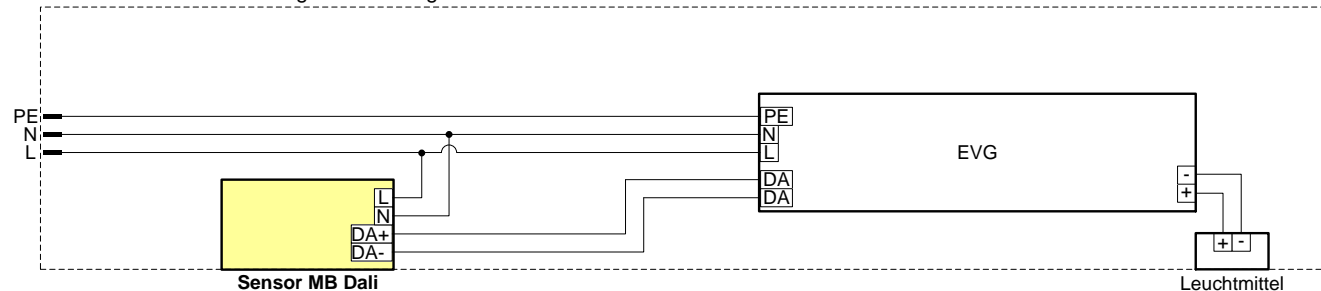 PE
N
L
PE
N
L
DA
DA
EVG
-
+
L
N
DA+
DA-
+ -
Sensor MB Dali
Leuchtmittel